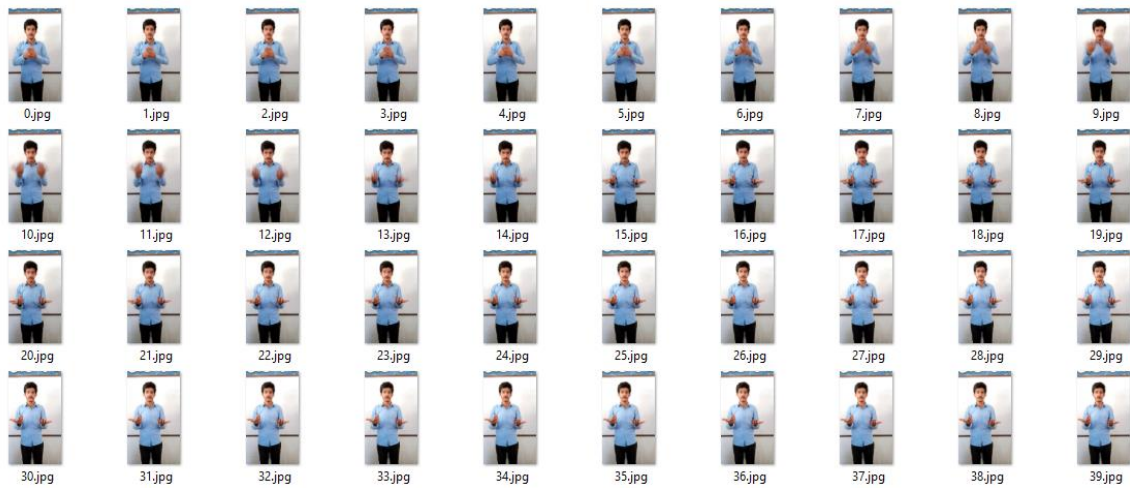 0.jpg 1.jpg 2.jpg 3.jpg 4.jpg 5.jpg 6.jpg 7.jpg 8.jpg 9.jpg
10.jpg 11.jpg 12.jpg 13.jpg 14.jpg 15.jpg 16.jpg 17.jpg 18.jpg 19.jpg
20.jpg 21.jpg 22.jpg 23.jpg 24.jpg 25.jpg 26.jpg 27.jpg 28.jpg 29.jpg
30.jpg 31.jpg 32.jpg 33.jpg 34.jpg 35.jpg 36.jpg 37.jpg 38.jpg 39.jpg